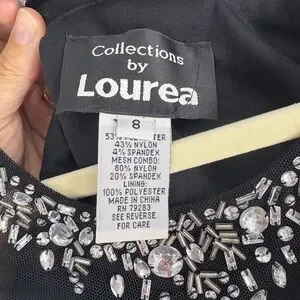 Collections
by
Lourea
8
43% NYLON
4% SPANDEX
MESH COMBO:
80% NYLON
20% SPANDEX
LINING:
100% POLYESTER
MADE IN CHINA
RN 79283
SEE REVERSE
FOR CARE